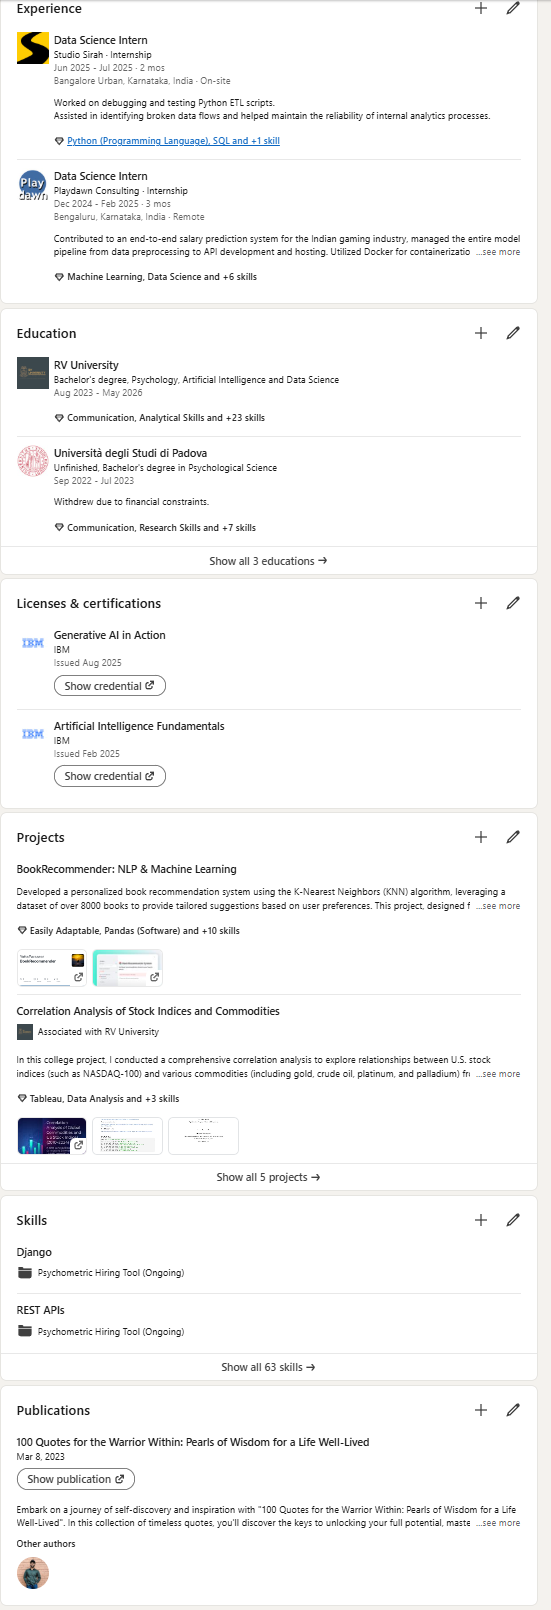 Experience
Data Science Intern
Studio Sirah · Internship
Jun 2025 - Jul 2025 · 2 mos
Bangalore Urban, Karnataka, India · On-site
Worked on debugging and testing Python ETL scripts.
Assisted in identifying broken data flows and helped maintain the reliability of internal analytics processes.
Python (Programming Language), SQL and +1 skill
Play
dawn
Data Science Intern
Playdawn Consulting · Internship
Dec 2024 - Feb 2025 · 3 mos
Bengaluru, Karnataka, India · Remote
Contributed to an end-to-end salary prediction system for the Indian gaming industry, managed the entire model
pipeline from data preprocessing to API development and hosting. Utilized Docker for containerizatio ...see more
Machine Learning, Data Science and +6 skills
Education
RV University
Bachelor's degree, Psychology, Artificial Intelligence and Data Science
Aug 2023 - May 2026
Communication, Analytical Skills and +23 skills
Università degli Studi di Padova
Unfinished, Bachelor's degree in Psychological Science
Sep 2022 - Jul 2023
Withdrew due to financial constraints.
Communication, Research Skills and +7 skills
Show all 3 educations →
Licenses & certifications
IBM
Generative AI in Action
IBM
Issued Aug 2025
Show credential
IBM
Artificial Intelligence Fundamentals
IBM
Issued Feb 2025
Show credential
Projects
BookRecommender: NLP & Machine Learning
Developed a personalized book recommendation system using the K-Nearest Neighbors (KNN) algorithm, leveraging a
dataset of over 8000 books to provide tailored suggestions based on user preferences. This project, designed f ...see more
Easily Adaptable, Pandas (Software) and +10 skills
BookRecommender
Correlation Analysis of Stock Indices and Commodities
Associated with RV University
In this college project, I conducted a comprehensive correlation analysis to explore relationships between U.S. stock
indices (such as NASDAQ-100) and various commodities (including gold, crude oil, platinum, and palladium) fr ...see more
Tableau, Data Analysis and +3 skills
Correlation
Analysis of Global
Commodities and
US Stock Indices
Show all 5 projects →
Skills
Django
Psychometric Hiring Tool (Ongoing)
REST APIs
Psychometric Hiring Tool (Ongoing)
Show all 63 skills →
Publications
100 Quotes for the Warrior Within: Pearls of Wisdom for a Life Well-Lived
Mar 8, 2023
Show publication
Embark on a journey of self-discovery and inspiration with "100 Quotes for the Warrior Within: Pearls of Wisdom for a Life
Well-Lived". In this collection of timeless quotes, you'll discover the keys to unlocking your full potential, maste ...see more
Other authors